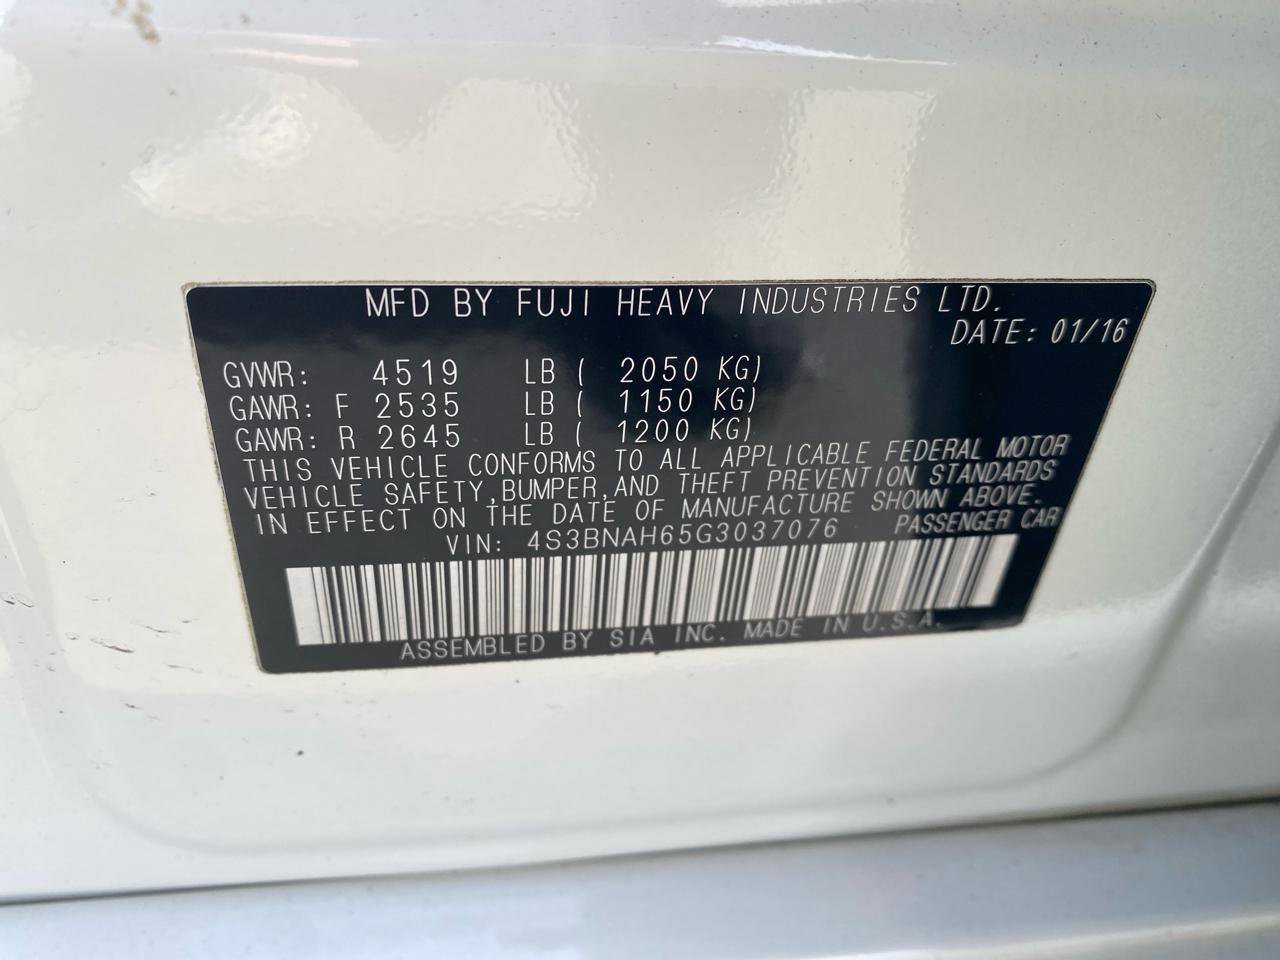 MFD BY FUJI HEAVY INDUSTRIES LTD.
DATE: 01/16
GVWR: 4519 LB ( 2050 KG)
GAWR: F 2535 LB ( 1150 KG)
GAWR: R 2645 LB ( 1200 KG)
THIS VEHICLE CONFORMS TO ALL APPLICABLE FEDERAL MOTOR
VEHICLE SAFETY,BUMPER,AND THEFT PREVENTION STANDARDS
IN EFFECT ON THE DATE OF MANUFACTURE SHOWN ABOVE.
VIN: 4S3BNAH65G3037076 PASSENGER CAR
ASSEMBLED BY SIA INC. MADE IN U.S.A.